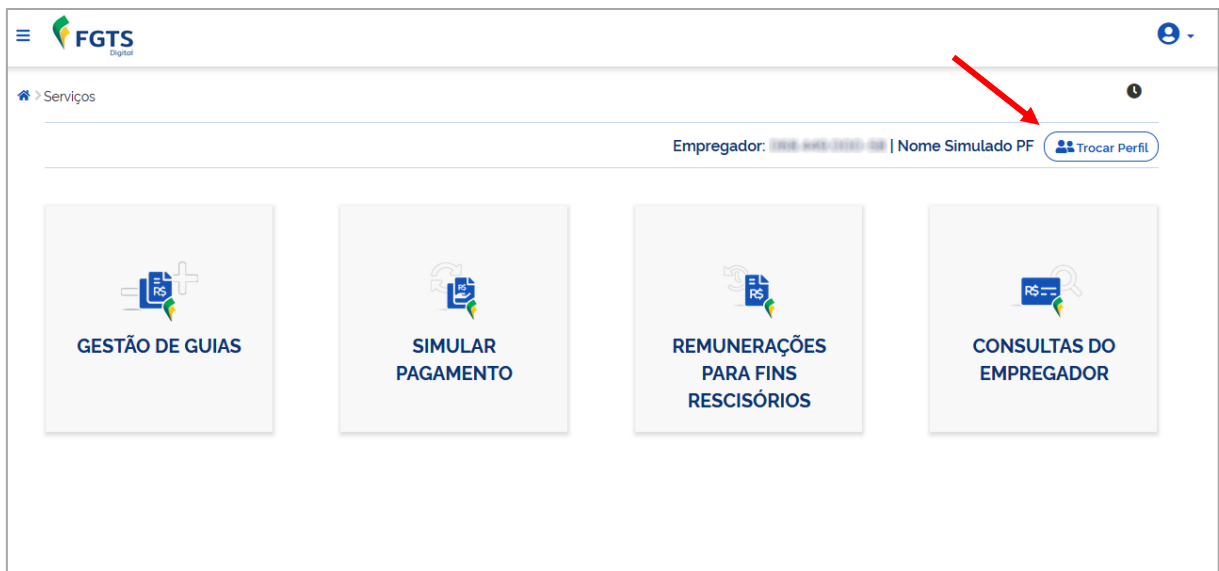 FGTS
Digital
Serviços
Empregador: | Nome Simulado PF Trocar Perfil
GESTÃO DE GUIAS
SIMULAR
PAGAMENTO
REMUNERAÇÕES
PARA FINS
RESCISÓRIOS
CONSULTAS DO
EMPREGADOR
R$
R$
R$
R$